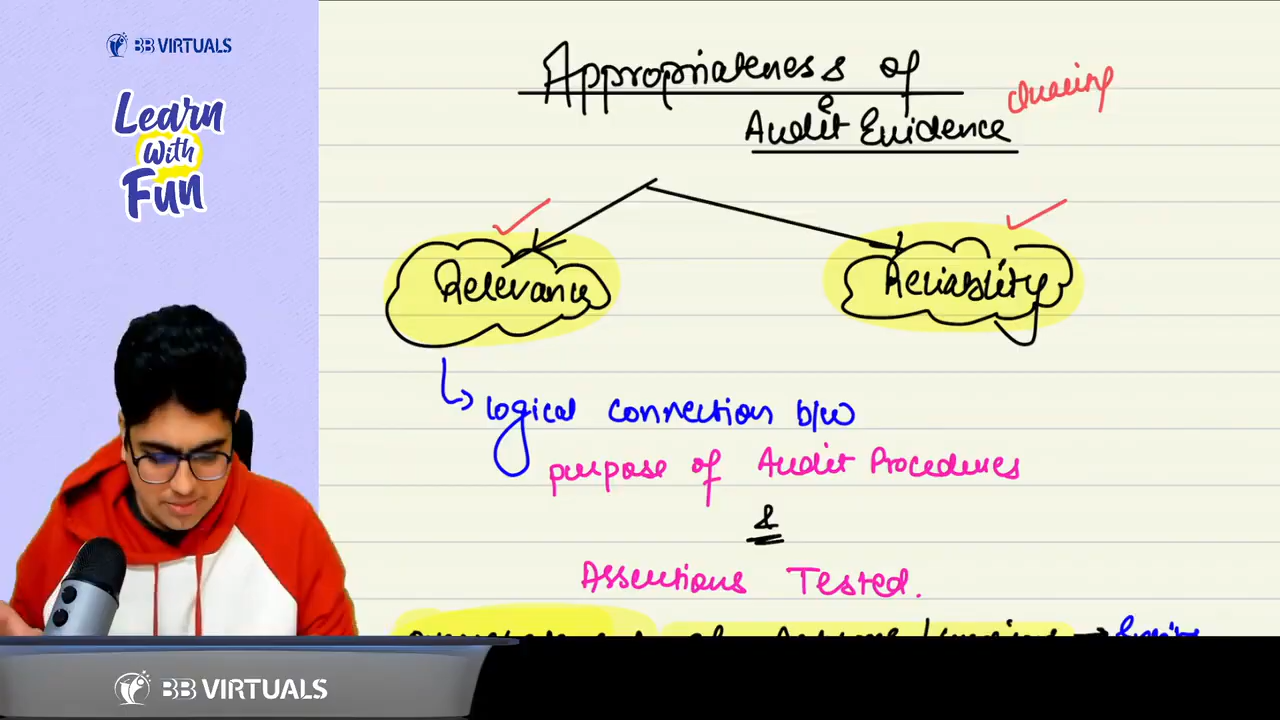 BB VIRTUALS
Learn
With
Fun
Appropriateness of
Audit Evidence
Relevance
Reliability
logical connection b/w
purpose of Audit Procedures
&
Assertions Tested.
BB VIRTUALS